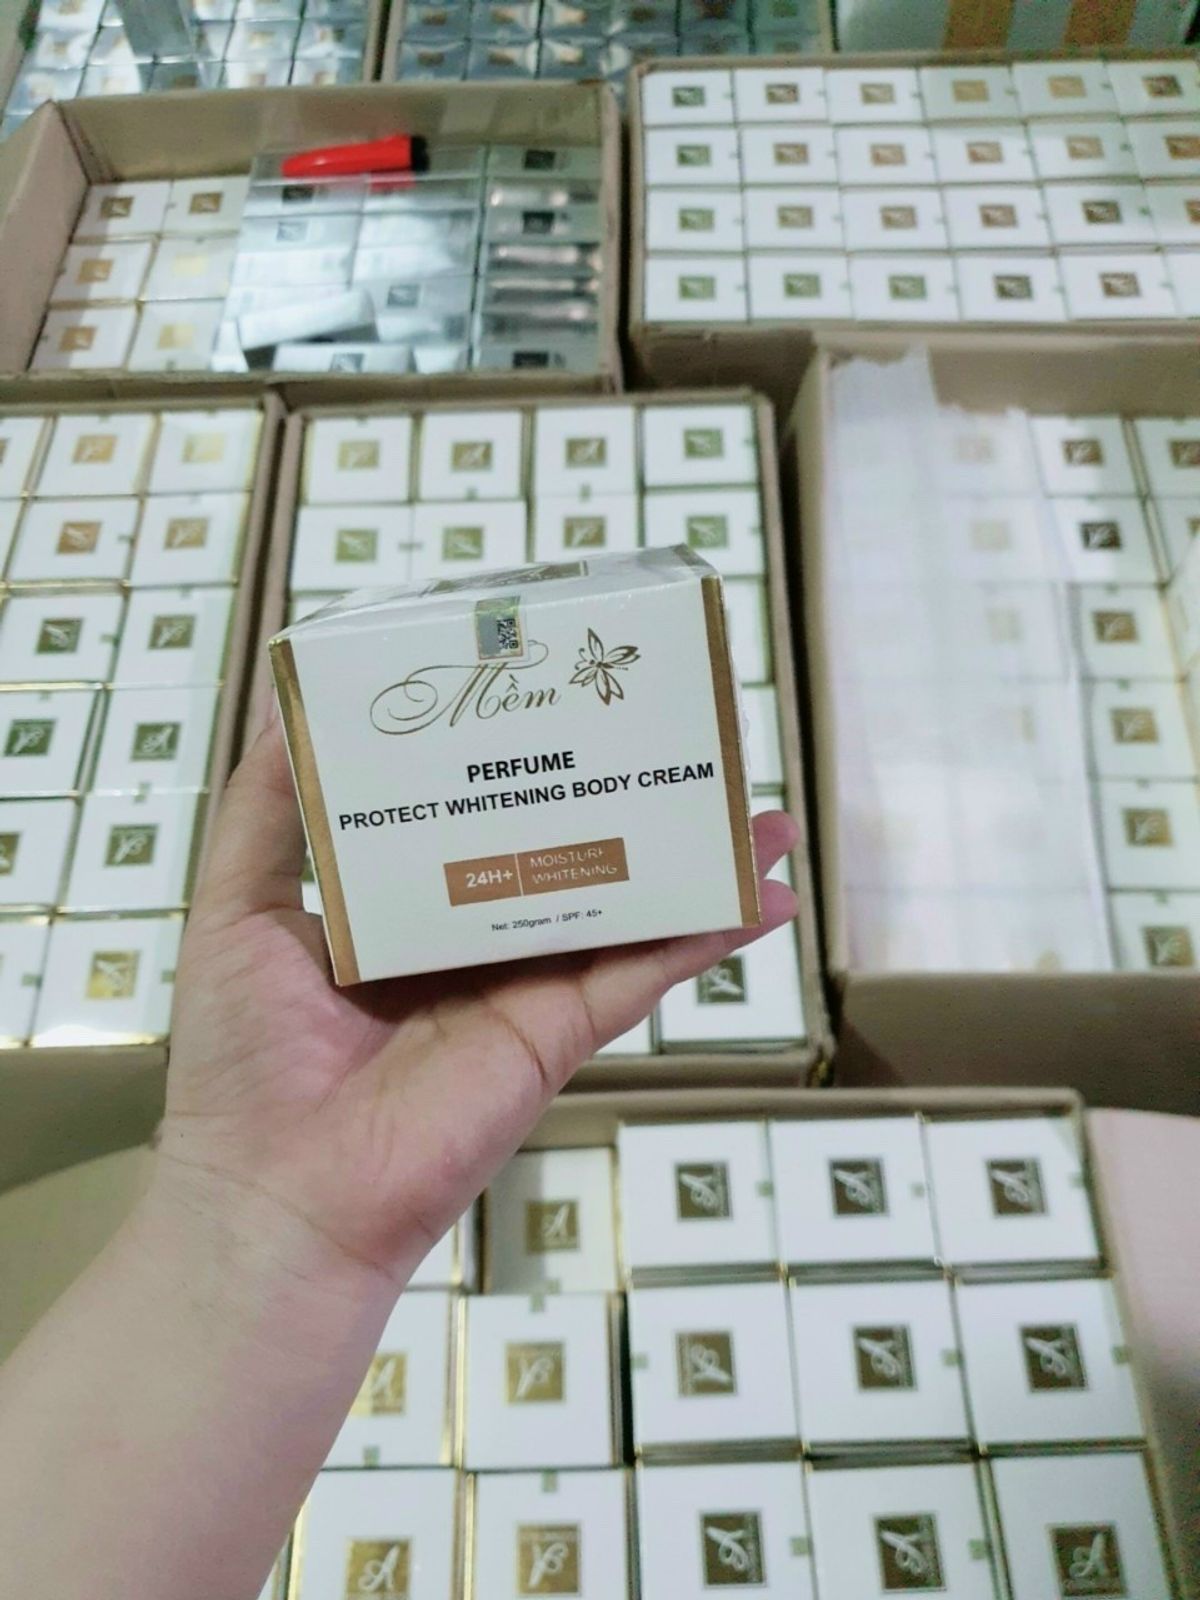 Mềm
PERFUME
PROTECT WHITENING BODY CREAM
24H+
MOISTURE
WHITENING
Net: 250gram / SPF: 45+